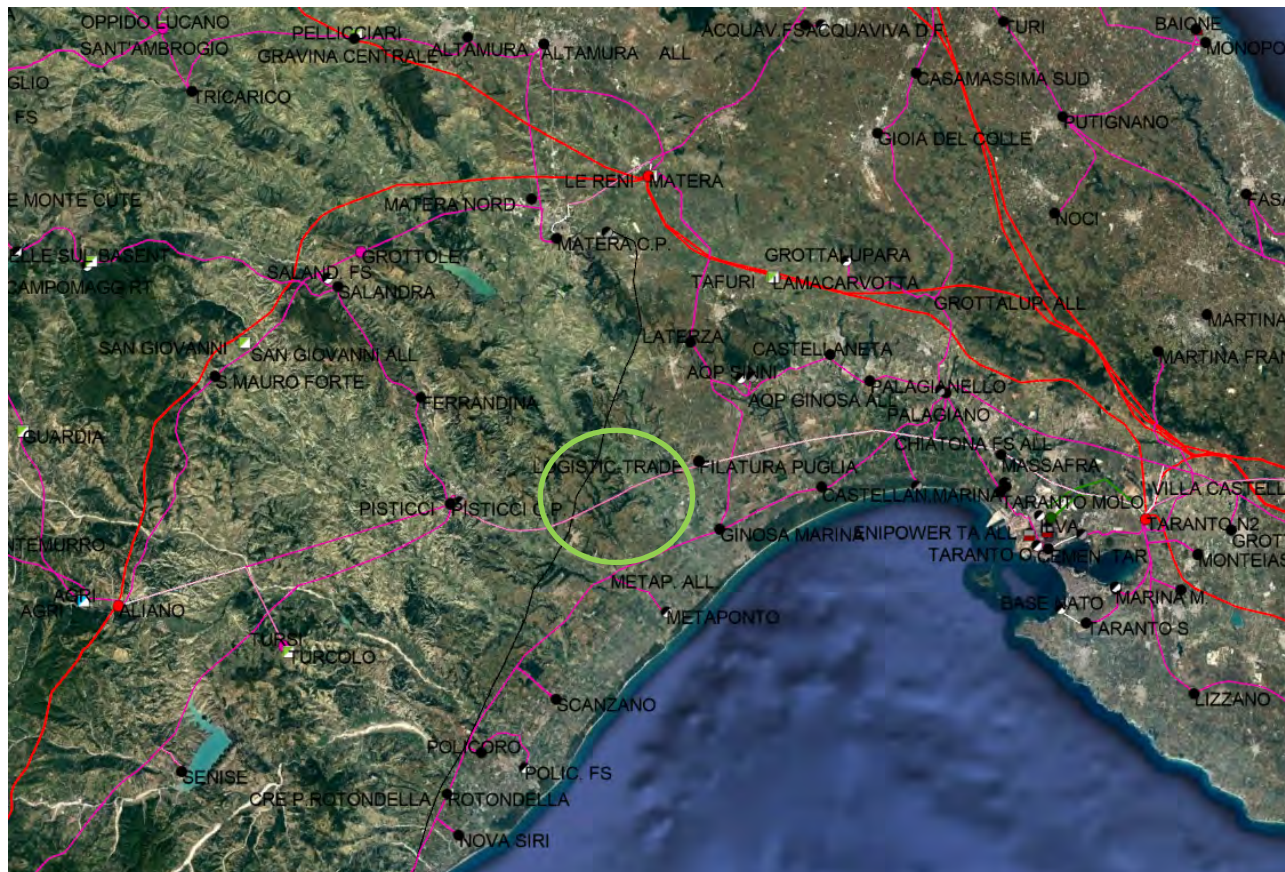 OPPIDO LUCANO
SANT'AMBROGIO
PELLICCIARI
GRAVINA CENTRALE
ALTAMURA
ALTAMURA ALL
ACQUAV.FS
ACQUAVIVA D.P.
TURI
BAIONE
MONOPO
GLIO
FS
TRICARICO
CASAMASSIMA SUD
PUTIGNANO
GIOIA DEL COLLE
LE RENI
MATERA
E MONTE CUTE
MATERA NORD
NOCI
FASA
MATERA C.P.
GROTTOLE
GROTTALUPARA
ELLE SUL BASENT
CAMPOMAGG RT
SALAND. FS
SALANDRA
TAFURI
LAMACARVOTTA
GROTTALUP. ALL
MARTINA
SAN GIOVANNI
SAN GIOVANNI ALL
LATERZA
CASTELLANETA
MARTINA FRAN
S.MAURO FORTE
AQP SINNI
PALAGIANELLO
FERRANDINA
AQP GINOSA ALL
PALAGIANO
GUARDIA
CHIATONA FS ALL
LOGISTIC.TRADE
FILATURA PUGLIA
MASSAFRA
PISTICCI
PISTICCI C.P.
CASTELLAN.MARINA
TARANTO MOLO
VILLA CASTELL
GINOSA MARINA
ENIPOWER TA ALL
ILVA
TARANTO N2
GROTT
NTEMURRO
TARANTO O
CEMEN TAR
MONTEIAS
METAP. ALL
AGRI
AGRI
ALIANO
METAPONTO
BASE NATO
MARINA M.
TARANTO S
TURSI
TURCOLO
SCANZANO
LIZZANO
POLICORO
SENISE
POLIC. FS
CRE P.ROTONDELLA
ROTONDELLA
NOVA SIRI